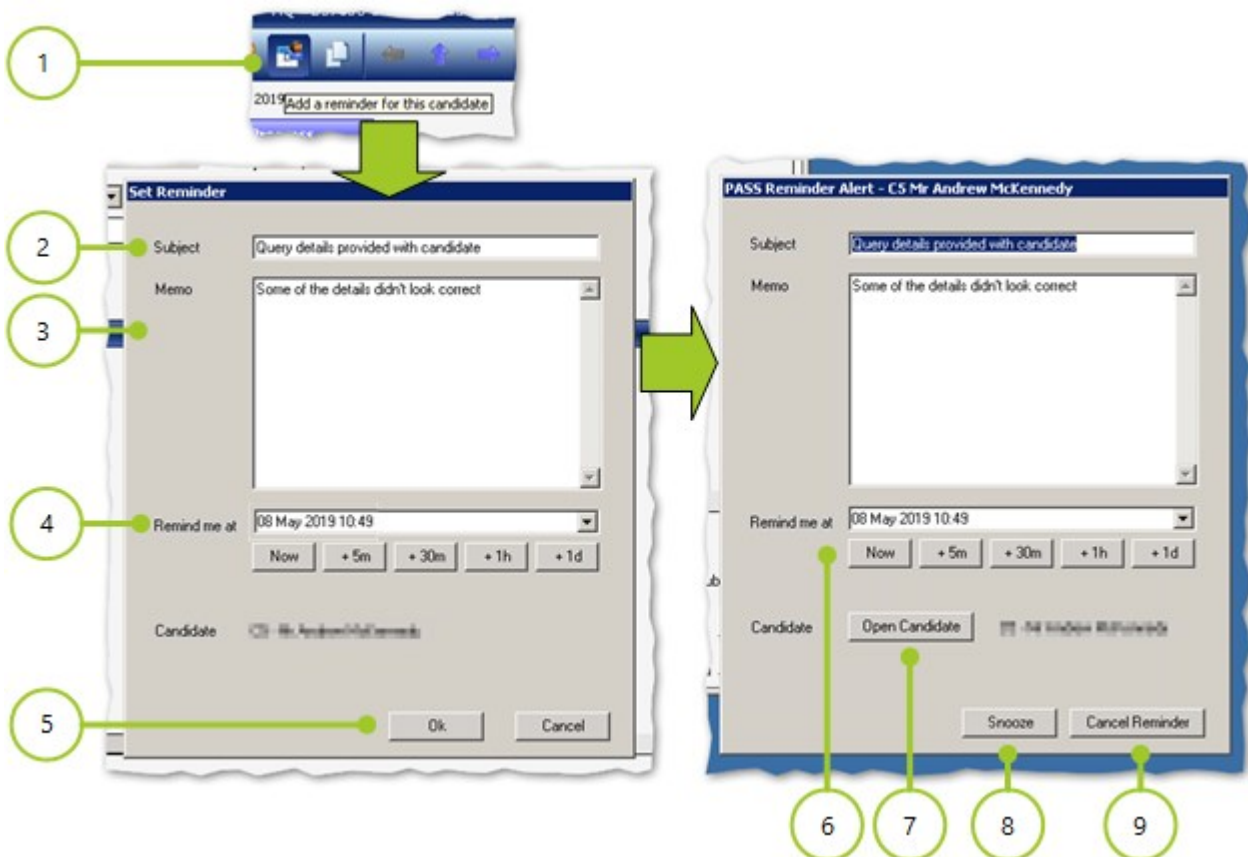 1
2019
Add a reminder for this candidate
Set Reminder
2
Subject
Query details provided with candidate
Memo
Some of the details didn't look correct
3
4
Remind me at
08 May 2019 10:49
Now
+ 5m
+ 30m
+ 1h
+ 1d
Candidate
5
Ok
Cancel
PASS Reminder Alert - C5 Mr Andrew McKennedy
Subject
Query details provided with candidate
Memo
Some of the details didn't look correct
Remind me at
08 May 2019 10:49
Now
+ 5m
+ 30m
+ 1h
+ 1d
Candidate
Open Candidate
Snooze
Cancel Reminder
6
7
8
9